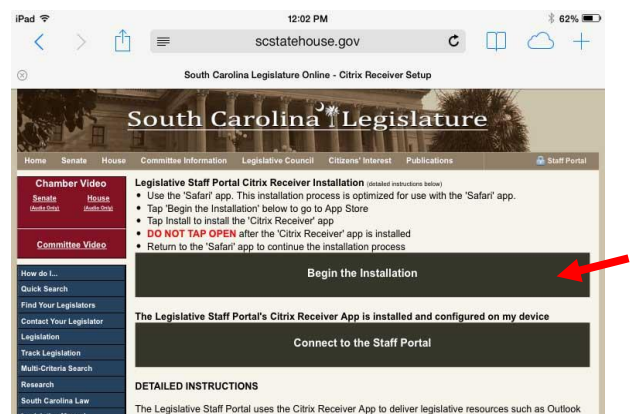 iPad
12:02 PM
62%
scstatehouse.gov
South Carolina Legislature Online - Citrix Receiver Setup
South Carolina Legislature
Home Senate House Committee Information Legislative Council Citizens' Interest Publications Staff Portal
Chamber Video
Senate House
(Audio Only) (Audio Only)
Committee Video
How do I...
Quick Search
Find Your Legislators
Contact Your Legislator
Legislation
Track Legislation
Multi-Criteria Search
Research
South Carolina Law
Legislative Staff Portal Citrix Receiver Installation (detailed instructions below)
• Use the 'Safari' app. This installation process is optimized for use with the 'Safari' app.
• Tap 'Begin the Installation' below to go to App Store
• Tap Install to install the 'Citrix Receiver' app
• DO NOT TAP OPEN after the 'Citrix Receiver' app is installed
• Return to the 'Safari' app to continue the installation process
Begin the Installation
The Legislative Staff Portal's Citrix Receiver App is installed and configured on my device
Connect to the Staff Portal
DETAILED INSTRUCTIONS
The Legislative Staff Portal uses the Citrix Receiver App to deliver legislative resources such as Outlook